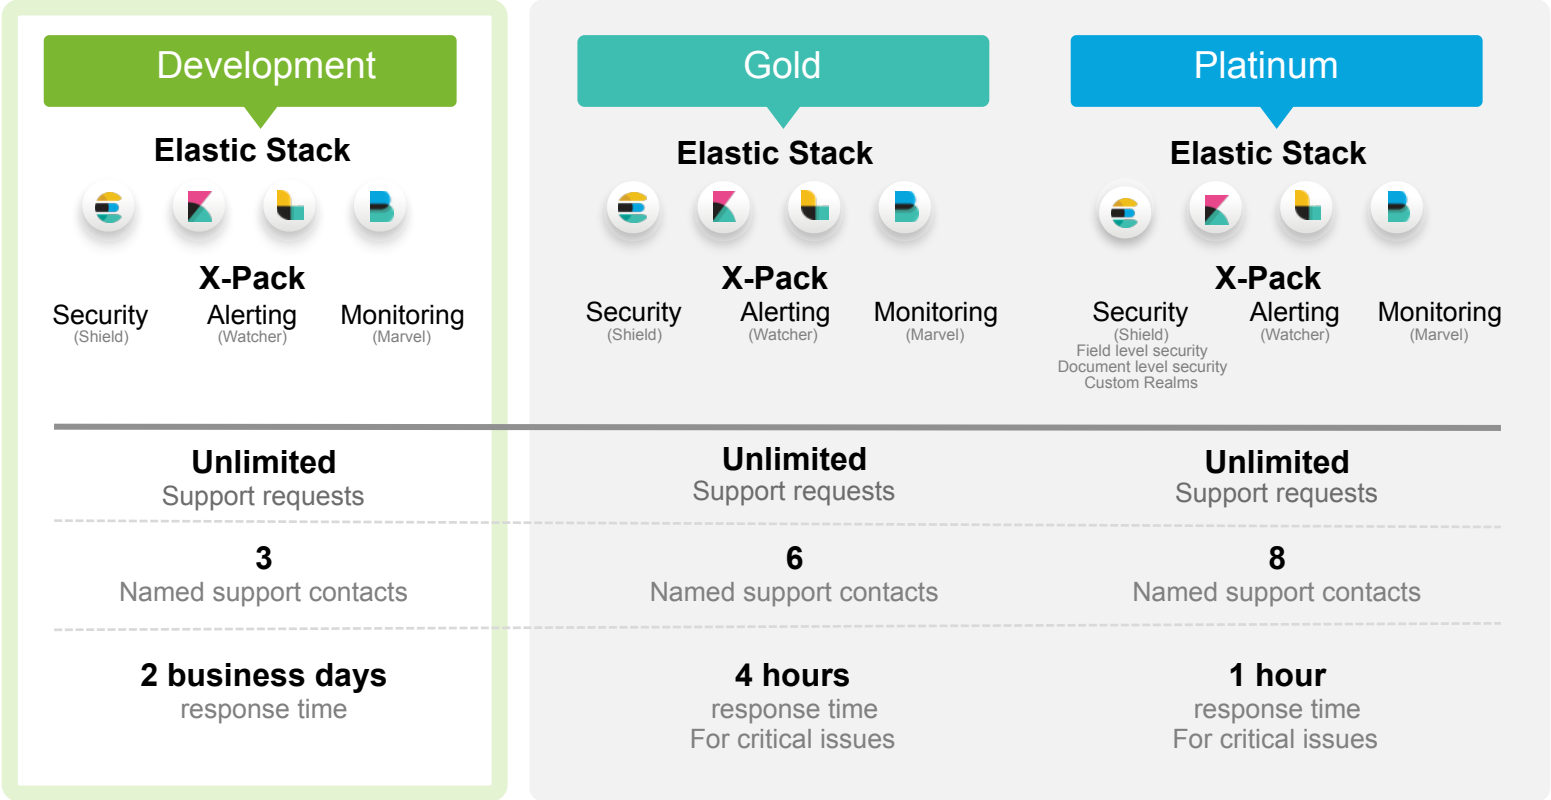 Development
Elastic Stack
X-Pack
Security
(Shield)
Alerting
(Watcher)
Monitoring
(Marvel)
Unlimited
Support requests
3
Named support contacts
2 business days
response time
Gold
Elastic Stack
X-Pack
Security
(Shield)
Alerting
(Watcher)
Monitoring
(Marvel)
Unlimited
Support requests
6
Named support contacts
4 hours
response time
For critical issues
Platinum
Elastic Stack
X-Pack
Security
(Shield)
Field level security
Document level security
Custom Realms
Alerting
(Watcher)
Monitoring
(Marvel)
Unlimited
Support requests
8
Named support contacts
1 hour
response time
For critical issues